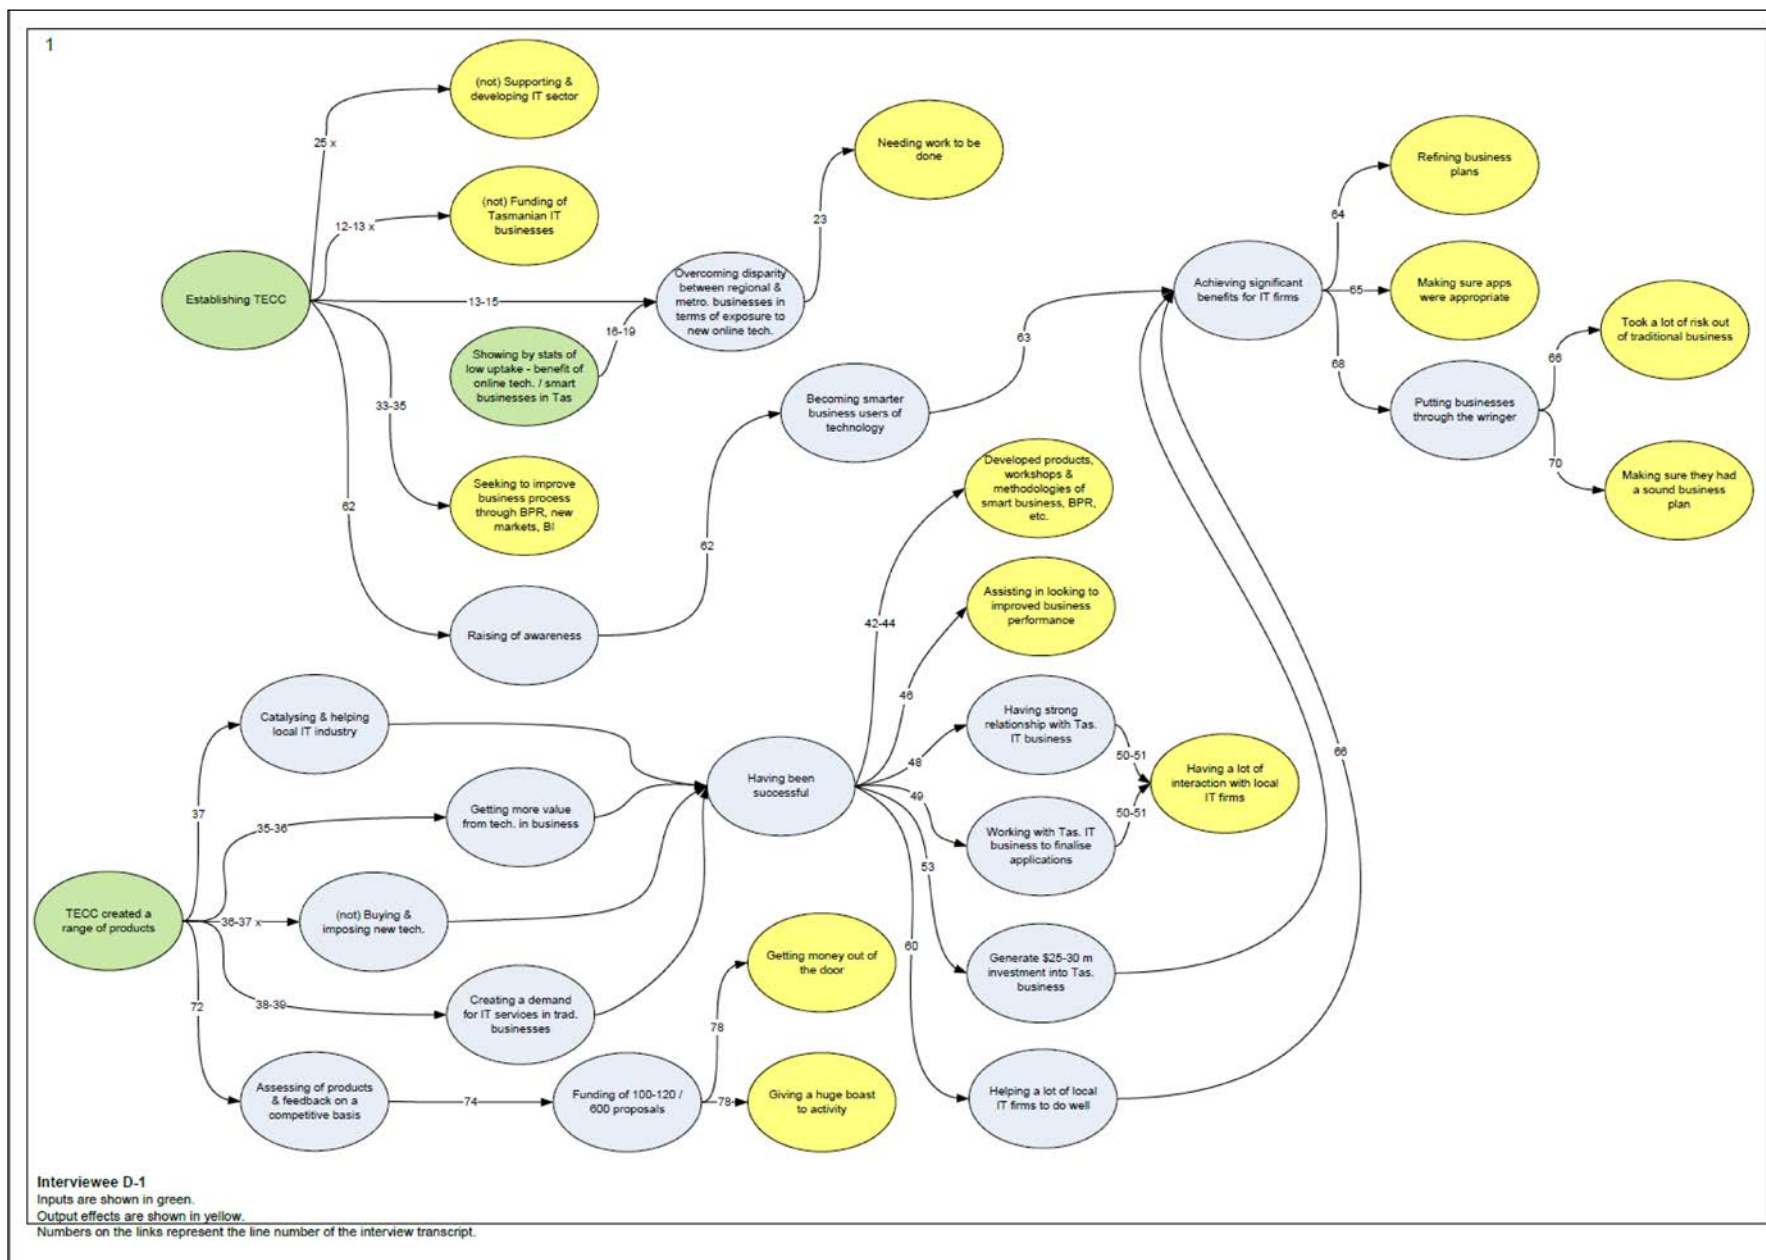 1
(not) Supporting &
developing IT sector
25 x
(not) Funding of
Tasmanian IT
businesses
12-13 x
Needing work to be
done
23
Establishing TECC
13-15
Overcoming disparity
between regional &
metro. businesses in
terms of exposure to
new online tech.
16-19
Showing by stats of
low uptake - benefit of
online tech. / smart
businesses in Tas
33-35
Seeking to improve
business process
through BPR, new
markets, BI
62
Raising of awareness
62
Becoming smarter
business users of
technology
63
Achieving significant
benefits for IT firms
64
Refining business
plans
65
Making sure apps
were appropriate
68
Putting businesses
through the wringer
66
Took a lot of risk out
of traditional business
70
Making sure they had
a sound business
plan
TECC created a
range of products
37
Catalysing & helping
local IT industry
35-36
Getting more value
from tech. in business
36-37 x
(not) Buying &
imposing new tech.
38-39
Creating a demand
for IT services in trad.
businesses
72
Assessing of products
& feedback on a
competitive basis
74
Funding of 100-120 /
600 proposals
78
Getting money out of
the door
78
Giving a huge boast
to activity
Having been
successful
42-44
Developed products,
workshops &
methodologies of
smart business, BPR,
etc.
46
Assisting in looking to
improved business
performance
48
Having strong
relationship with Tas.
IT business
50-51
49
Working with Tas. IT
business to finalise
applications
50-51
Having a lot of
interaction with local
IT firms
53
Generate $25-30 m
investment into Tas.
business
60
Helping a lot of local
IT firms to do well
66
Interviewee D-1
Inputs are shown in green.
Output effects are shown in yellow.
Numbers on the links represent the line number of the interview transcript.